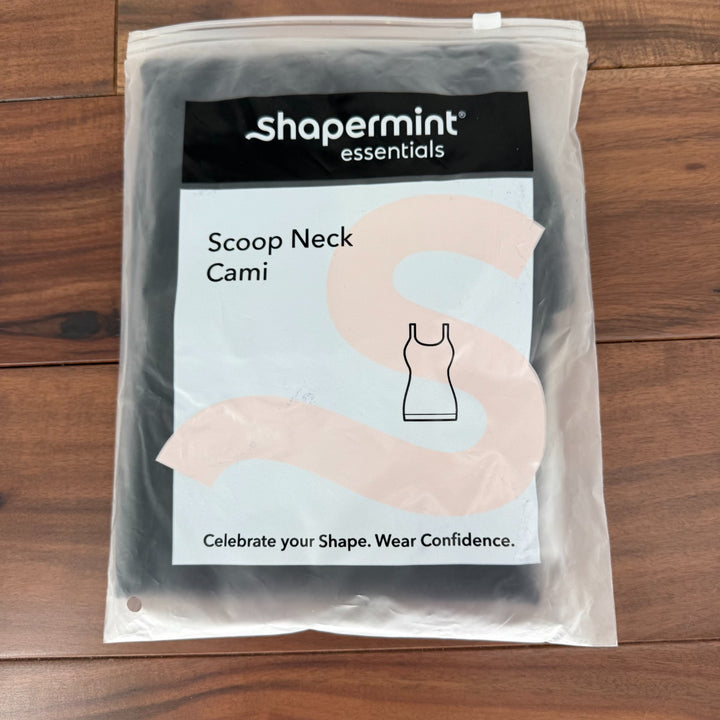 Shapermint®
essentials
Scoop Neck
Cami
Celebrate your Shape. Wear Confidence.